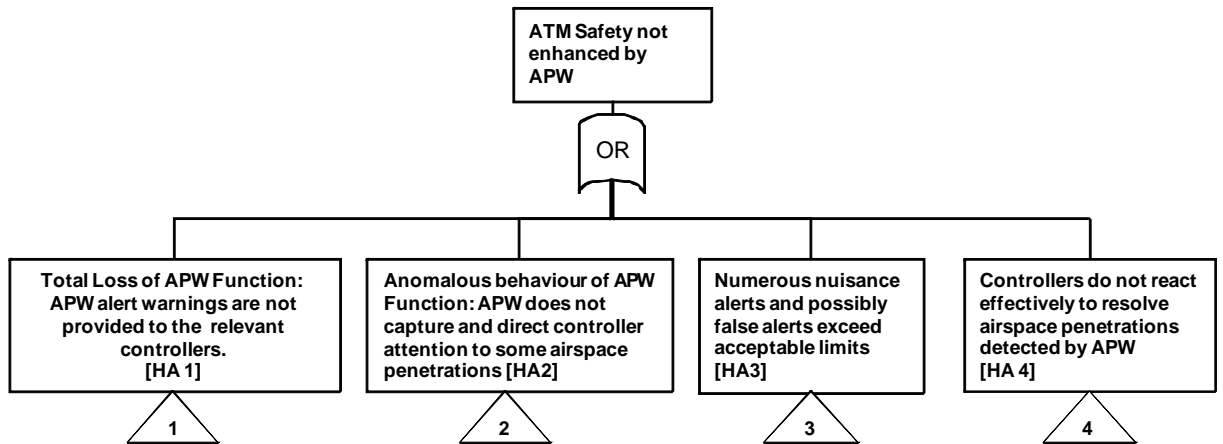 ATM Safety not
enhanced by
APW
OR
Total Loss of APW Function:
APW alert warnings are not
provided to the relevant
controllers.
[HA 1]
Anomalous behaviour of APW
Function: APW does not
capture and direct controller
attention to some airspace
penetrations [HA2]
Numerous nuisance
alerts and possibly
false alerts exceed
acceptable limits
[HA3]
Controllers do not react
effectively to resolve
airspace penetrations
detected by APW
[HA 4]
1
2
3
4